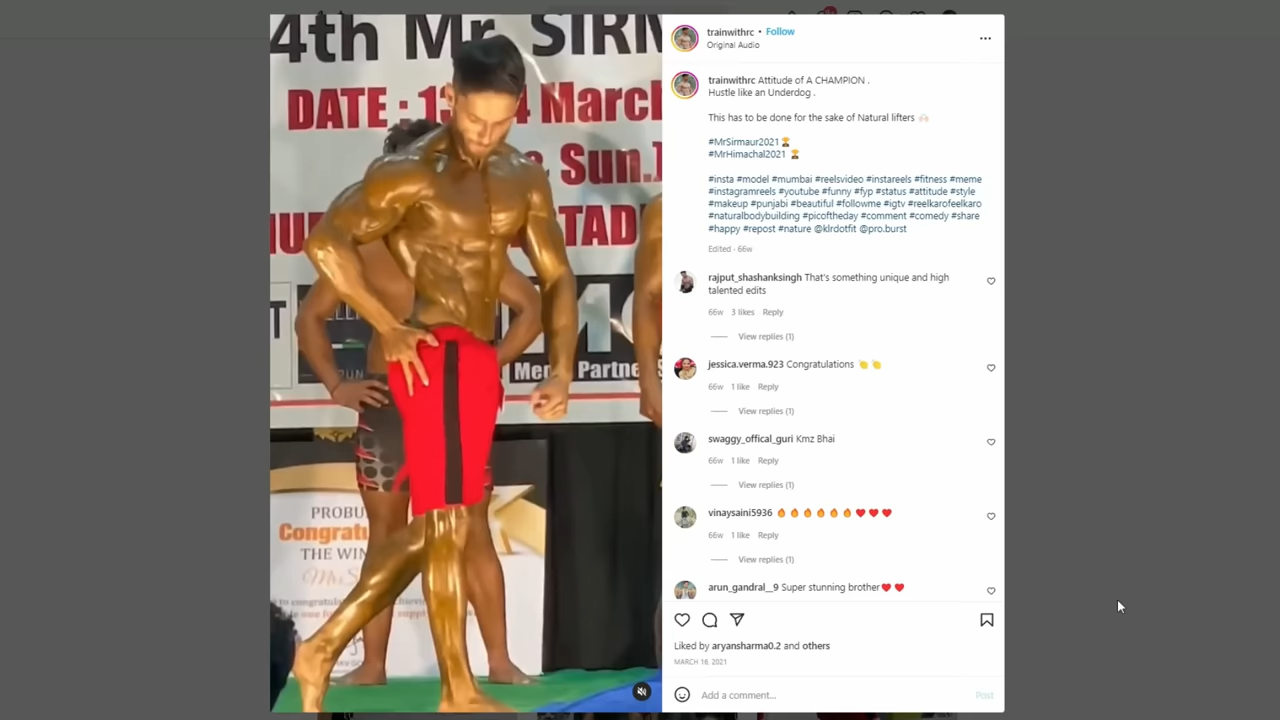 4th Mr. SIRM
DATE : 13
4 March
& Sun.
TAD
Men
Partne
PROBU
Congrat
THE WIN
trainwithrc • Follow
Original Audio
trainwithrc Attitude of A CHAMPION .
Hustle like an Underdog .
This has to be done for the sake of Natural lifters 🙌🏻
#MrSirmaur2021🏆
#MrHimachal2021 🏆
#insta #model #mumbai #reelsvideo #instareels #fitness #meme
#instagramreels #youtube #funny #fyp #status #attitude #style
#makeup #punjabi #beautiful #followme #igtv #reelkarofeelkaro
#naturalbodybuilding #picoftheday #comment #comedy #share
#happy #repost #nature @klrdotfit @pro.burst
Edited · 66w
rajput_shashanksingh That's something unique and high
talented edits
66w 3 likes Reply
View replies (1)
jessica.verma.923 Congratulations 👏 👏
66w 1 like Reply
View replies (1)
swaggy_offical_guri Kmz Bhai
66w 1 like Reply
View replies (1)
vinaysaini5936 🔥🔥🔥🔥🔥🔥❤️❤️❤️
66w 1 like Reply
View replies (1)
arun_gandral__9 Super stunning brother❤️❤️
Liked by aryansharma0.2 and others
MARCH 16, 2021
Add a comment...
Post